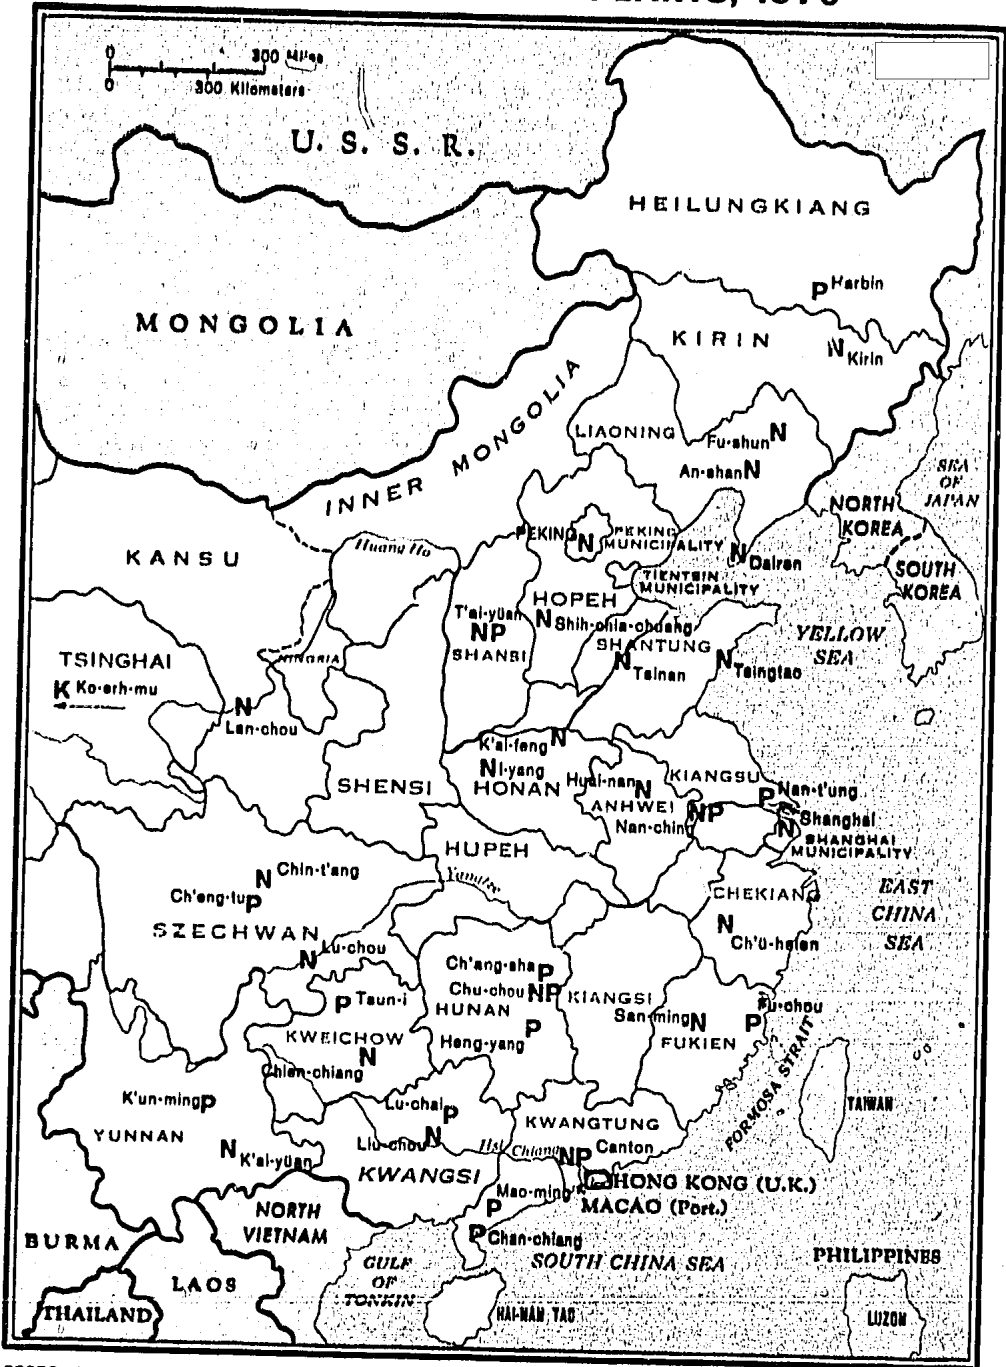 0 300 Miles
0 300 Kilometers
U. S. S. R.
HEILUNGKIANG
P Harbin
MONGOLIA
KIRIN
N Kirin
INNER MONGOLIA
LIAONING
Fu-shun N
An-shan N
SEA
OF
JAPAN
NORTH
KOREA
SOUTH
KOREA
KANSU
Huang Ho
PEKING N
PEKING
MUNICIPALITY
N Dairen
TIENTSIN
MUNICIPALITY
HOPEH
N Shih-chia-chuang
T'ai-yüan
NP
SHANSI
SHANTUNG
N Tsinan
N Tsingtao
YELLOW
SEA
TSINGHAI
K Ko-erh-mu
NINGSIA
N
Lan-chou
K'ai-feng N
N I-yang
HONAN
SHENSI
Huai-nan N
ANHWEI
Nan-ching NP
KIANGSU
P Nan-t'ung
N Shanghai
SHANGHAI
MUNICIPALITY
HUPEH
Yangtze
N Chin-t'ang
Ch'eng-tu P
SZECHWAN
N Lu-chou
CHEKIANG
N
Ch'ü-hsien
EAST
CHINA
SEA
Ch'ang-sha P
Chu-chou NP
HUNAN
Heng-yang P
KIANGSI
San-ming N
FUKIEN
Fu-chou
P
P Tsun-i
KWEICHOW
N
Chien-chiang
FORMOSA STRAIT
TAIWAN
K'un-ming P
YUNNAN
N K'ai-yüan
Lu-chai P
Liu-chou N
KWANGSI
Hsi Chiang
KWANGTUNG
NP Canton
HONG KONG (U.K.)
MACAO (Port.)
Mao-ming
P
P Chan-chiang
NORTH
VIETNAM
BURMA
LAOS
THAILAND
GULF
OF
TONKIN
SOUTH CHINA SEA
HAI-NAN TAO
PHILIPPINES
LUZON